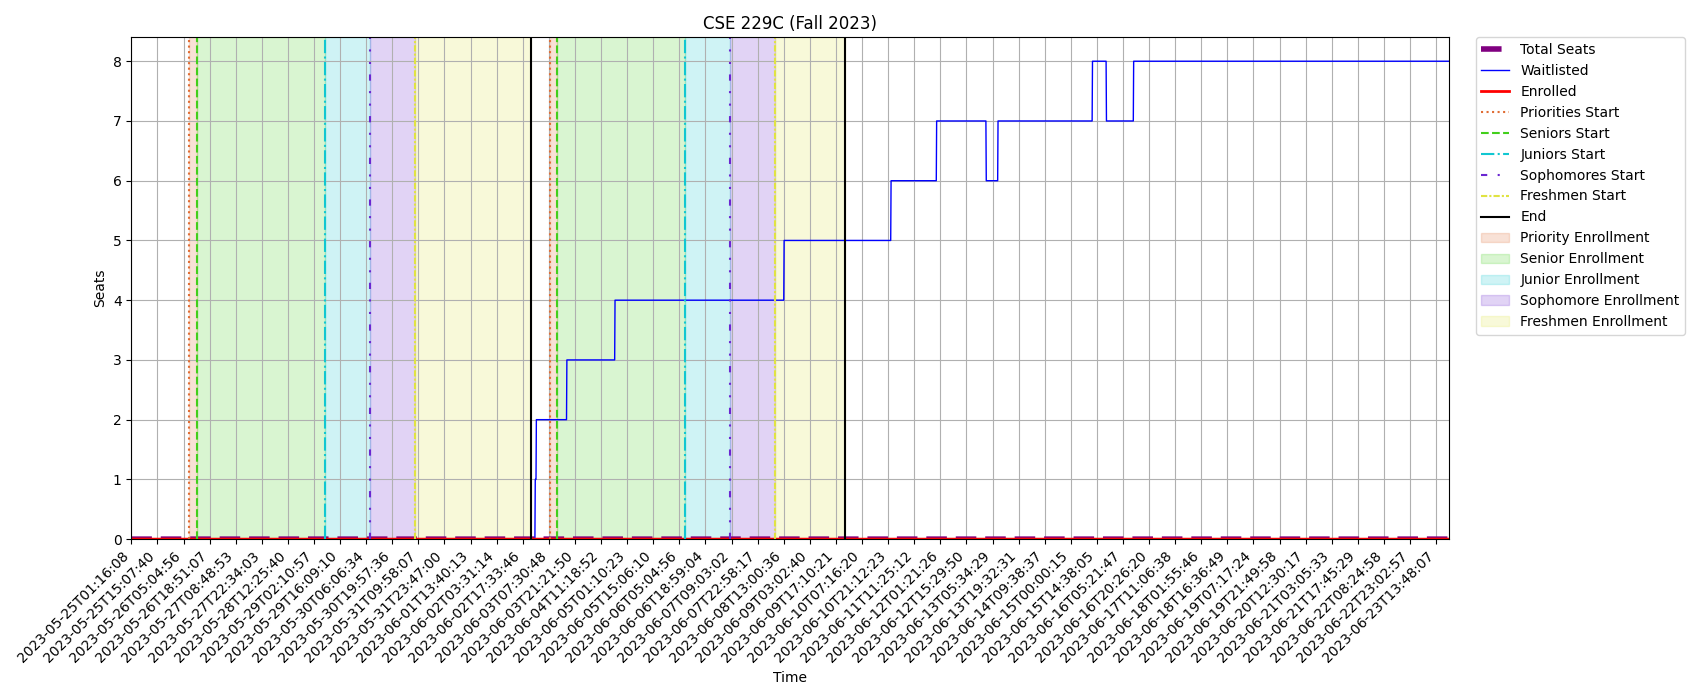 CSE 229C (Fall 2023)
Seats
8
7
6
5
4
3
2
1
0
2023-05-25T01:16:08
2023-05-25T15:07:40
2023-05-26T05:04:56
2023-05-26T18:51:07
2023-05-27T08:48:53
2023-05-27T22:34:03
2023-05-28T12:25:40
2023-05-29T02:10:57
2023-05-29T16:09:10
2023-05-30T06:06:34
2023-05-30T19:57:36
2023-05-31T09:58:07
2023-05-31T23:47:00
2023-06-01T13:40:13
2023-06-02T03:31:14
2023-06-02T17:33:46
2023-06-03T07:30:48
2023-06-03T21:21:50
2023-06-04T11:18:52
2023-06-05T01:10:23
2023-06-05T15:06:10
2023-06-06T05:04:56
2023-06-06T18:59:04
2023-06-07T09:03:02
2023-06-07T22:58:17
2023-06-08T13:00:36
2023-06-09T03:02:40
2023-06-09T17:10:21
2023-06-10T07:16:20
2023-06-10T21:12:23
2023-06-11T11:25:12
2023-06-12T01:21:26
2023-06-12T15:29:50
2023-06-13T05:34:29
2023-06-13T19:32:31
2023-06-14T09:38:37
2023-06-15T00:00:15
2023-06-15T14:38:05
2023-06-16T05:21:47
2023-06-16T20:26:20
2023-06-17T11:06:38
2023-06-18T01:55:46
2023-06-18T16:36:49
2023-06-19T07:17:24
2023-06-19T21:49:58
2023-06-20T12:30:17
2023-06-21T03:05:33
2023-06-21T17:45:29
2023-06-22T08:24:58
2023-06-22T23:02:57
2023-06-23T13:48:07
Time
Total Seats
Waitlisted
Enrolled
Priorities Start
Seniors Start
Juniors Start
Sophomores Start
Freshmen Start
End
Priority Enrollment
Senior Enrollment
Junior Enrollment
Sophomore Enrollment
Freshmen Enrollment